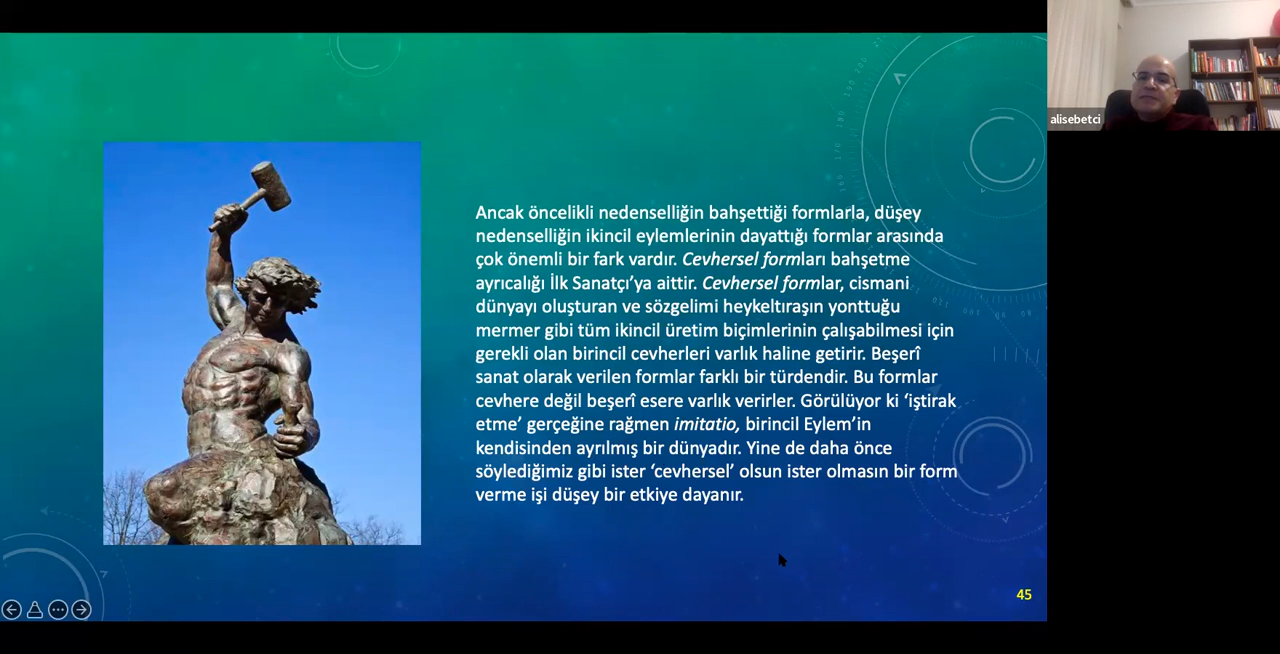 Ancak öncelikli nedenselliğin bahşettiği formlarla, düşey
nedenselliğin ikincil eylemlerinin dayattığı formlar arasında
çok önemli bir fark vardır. Cevhersel formları bahşetme
ayrıcalığı İlk Sanatçı’ya aittir. Cevhersel formlar, cismani
dünyayı oluşturan ve sözgelimi heykeltıraşın yonttuğu
mermer gibi tüm ikincil üretim biçimlerinin çalışabilmesi için
gerekli olan birincil cevherleri varlık haline getirir. Beşerî
sanat olarak verilen formlar farklı bir türdendir. Bu formlar
cevhere değil beşerî esere varlık verirler. Görülüyor ki ‘iştirak
etme’ gerçeğine rağmen imitatio, birincil Eylem’in
kendisinden ayrılmış bir dünyadır. Yine de daha önce
söylediğimiz gibi ister ‘cevhersel’ olsun ister olmasın bir form
verme işi düşey bir etkiye dayanır.
45
alisebetci